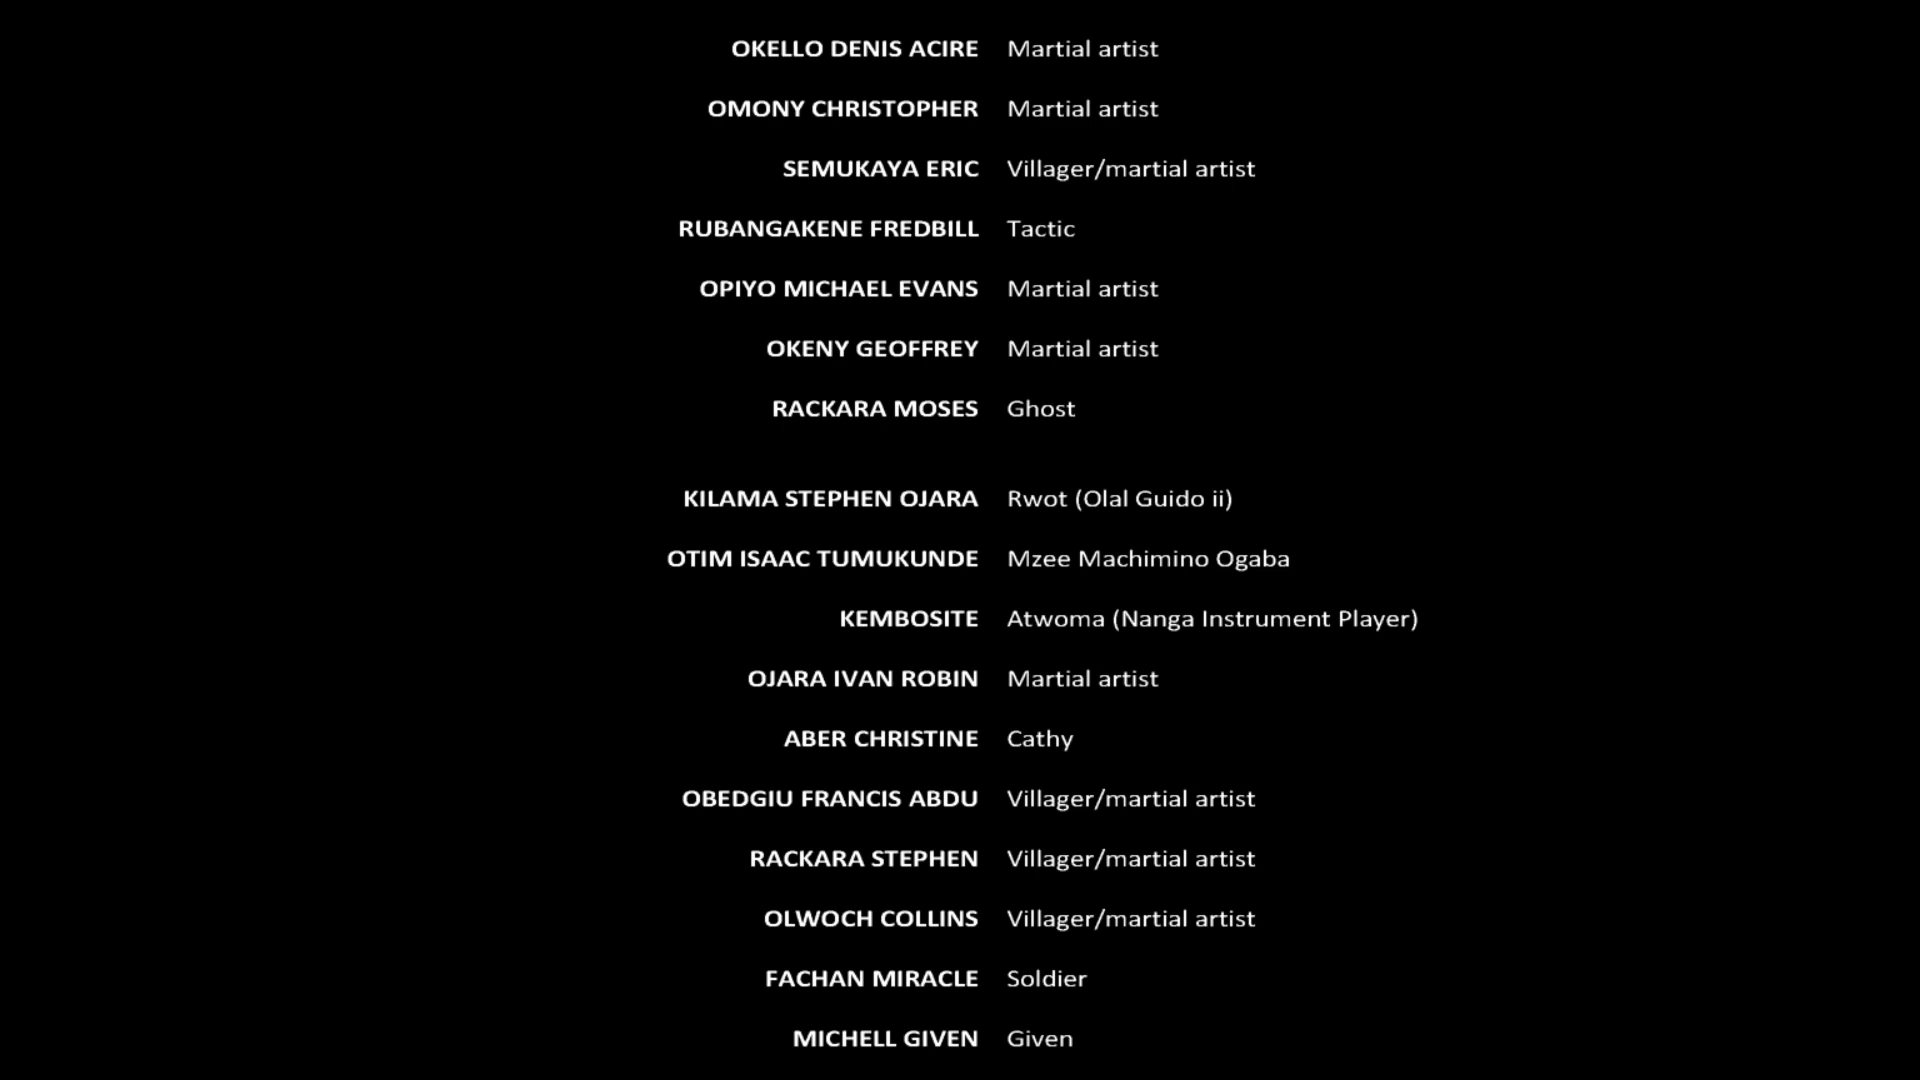 OKELLO DENIS ACIRE Martial artist
OMONY CHRISTOPHER Martial artist
SEMUKAYA ERIC Villager/martial artist
RUBANGAKENE FREDBILL Tactic
OPIYO MICHAEL EVANS Martial artist
OKENY GEOFFREY Martial artist
RACKARA MOSES Ghost
KILAMA STEPHEN OJARA Rwot (Olal Guido ii)
OTIM ISAAC TUMUKUNDE Mzee Machimino Ogaba
KEMBOSITE Atwoma (Nanga Instrument Player)
OJARA IVAN ROBIN Martial artist
ABER CHRISTINE Cathy
OBEDGIU FRANCIS ABDU Villager/martial artist
RACKARA STEPHEN Villager/martial artist
OLWOCH COLLINS Villager/martial artist
FACHAN MIRACLE Soldier
MICHELL GIVEN Given